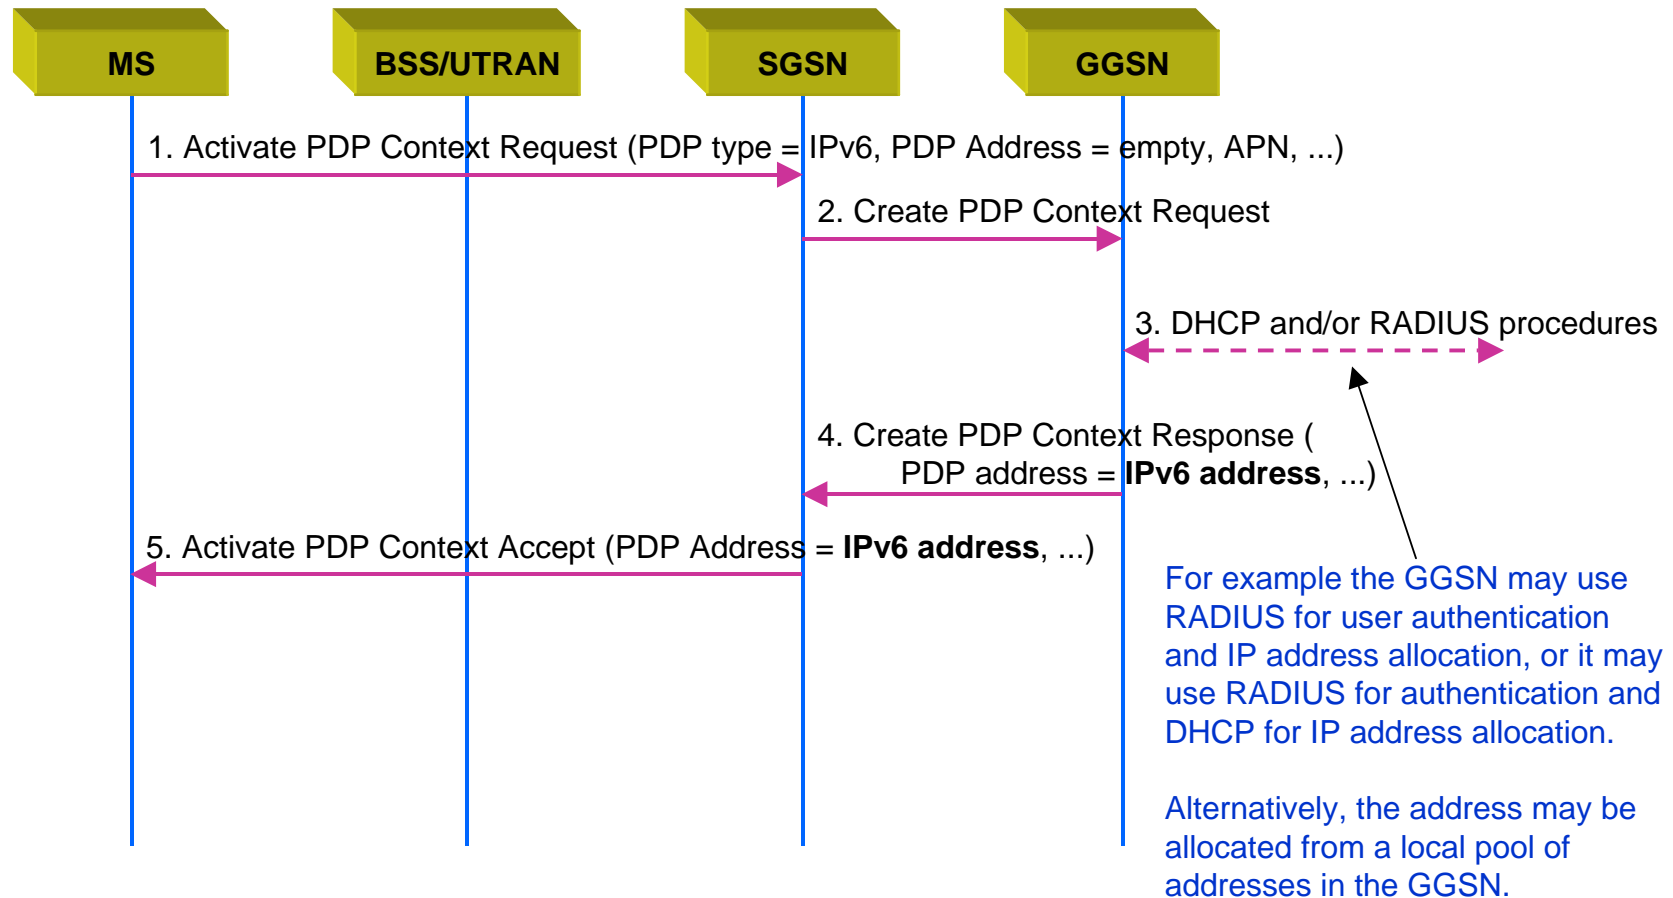 MS
BSS/UTRAN
SGSN
GGSN
1. Activate PDP Context Request (PDP type = IPv6, PDP Address = empty, APN, ...)
2. Create PDP Context Request
3. DHCP and/or RADIUS procedures
4. Create PDP Context Response (
PDP address = IPv6 address, ...)
5. Activate PDP Context Accept (PDP Address = IPv6 address, ...)
For example the GGSN may use
RADIUS for user authentication
and IP address allocation, or it may
use RADIUS for authentication and
DHCP for IP address allocation.
Alternatively, the address may be
allocated from a local pool of
addresses in the GGSN.